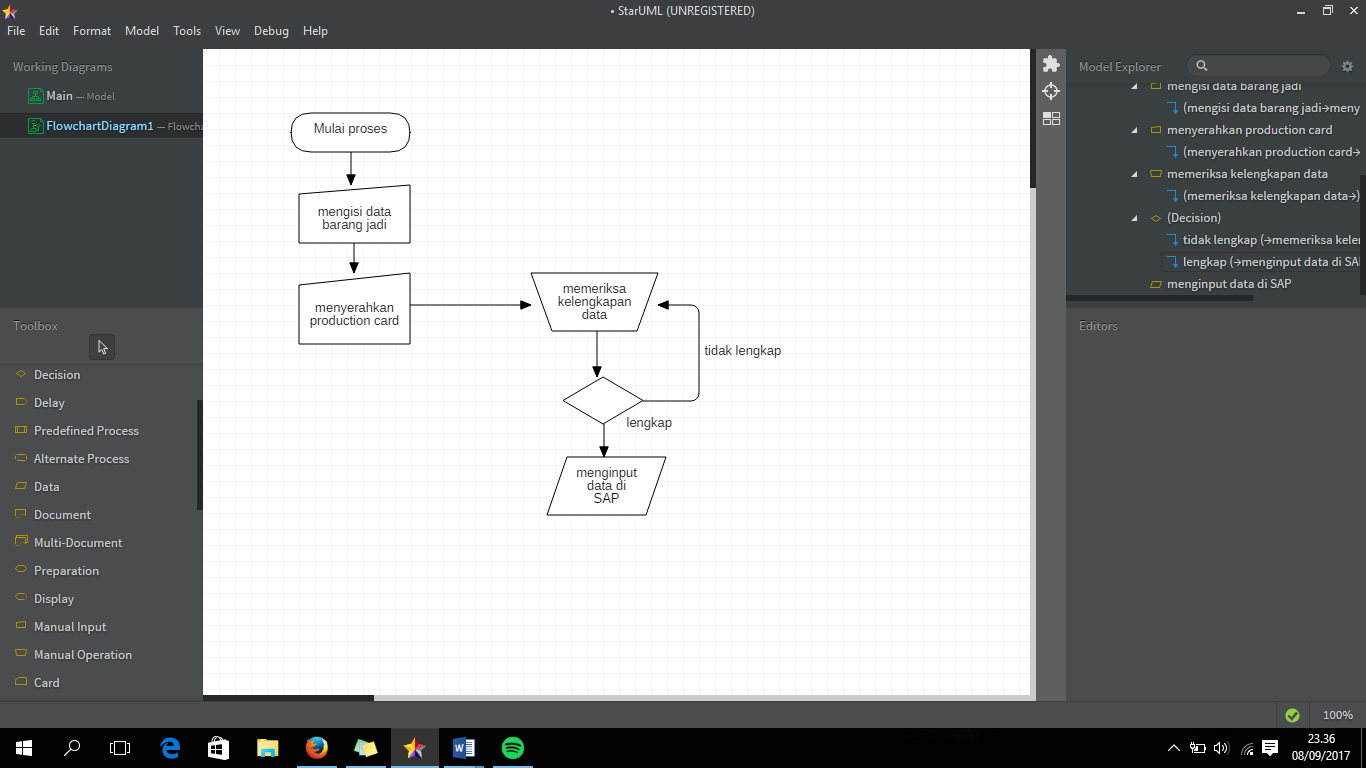 • StarUML (UNREGISTERED)
File Edit Format Model Tools View Debug Help
Working Diagrams
Main — Model
FlowchartDiagram1 — Flowcha
Toolbox
Decision
Delay
Predefined Process
Alternate Process
Data
Document
Multi-Document
Preparation
Display
Manual Input
Manual Operation
Card
Mulai proses
mengisi data
barang jadi
menyerahkan
production card
memeriksa
kelengkapan
data
tidak lengkap
lengkap
menginput
data di
SAP
Model Explorer
mengisi data barang jadi
(mengisi data barang jadi→meny
menyerahkan production card
(menyerahkan production card→
memeriksa kelengkapan data
(memeriksa kelengkapan data→)
(Decision)
tidak lengkap (→memeriksa keler
lengkap (→menginput data di SA
menginput data di SAP
Editors
100%
23.36
08/09/2017